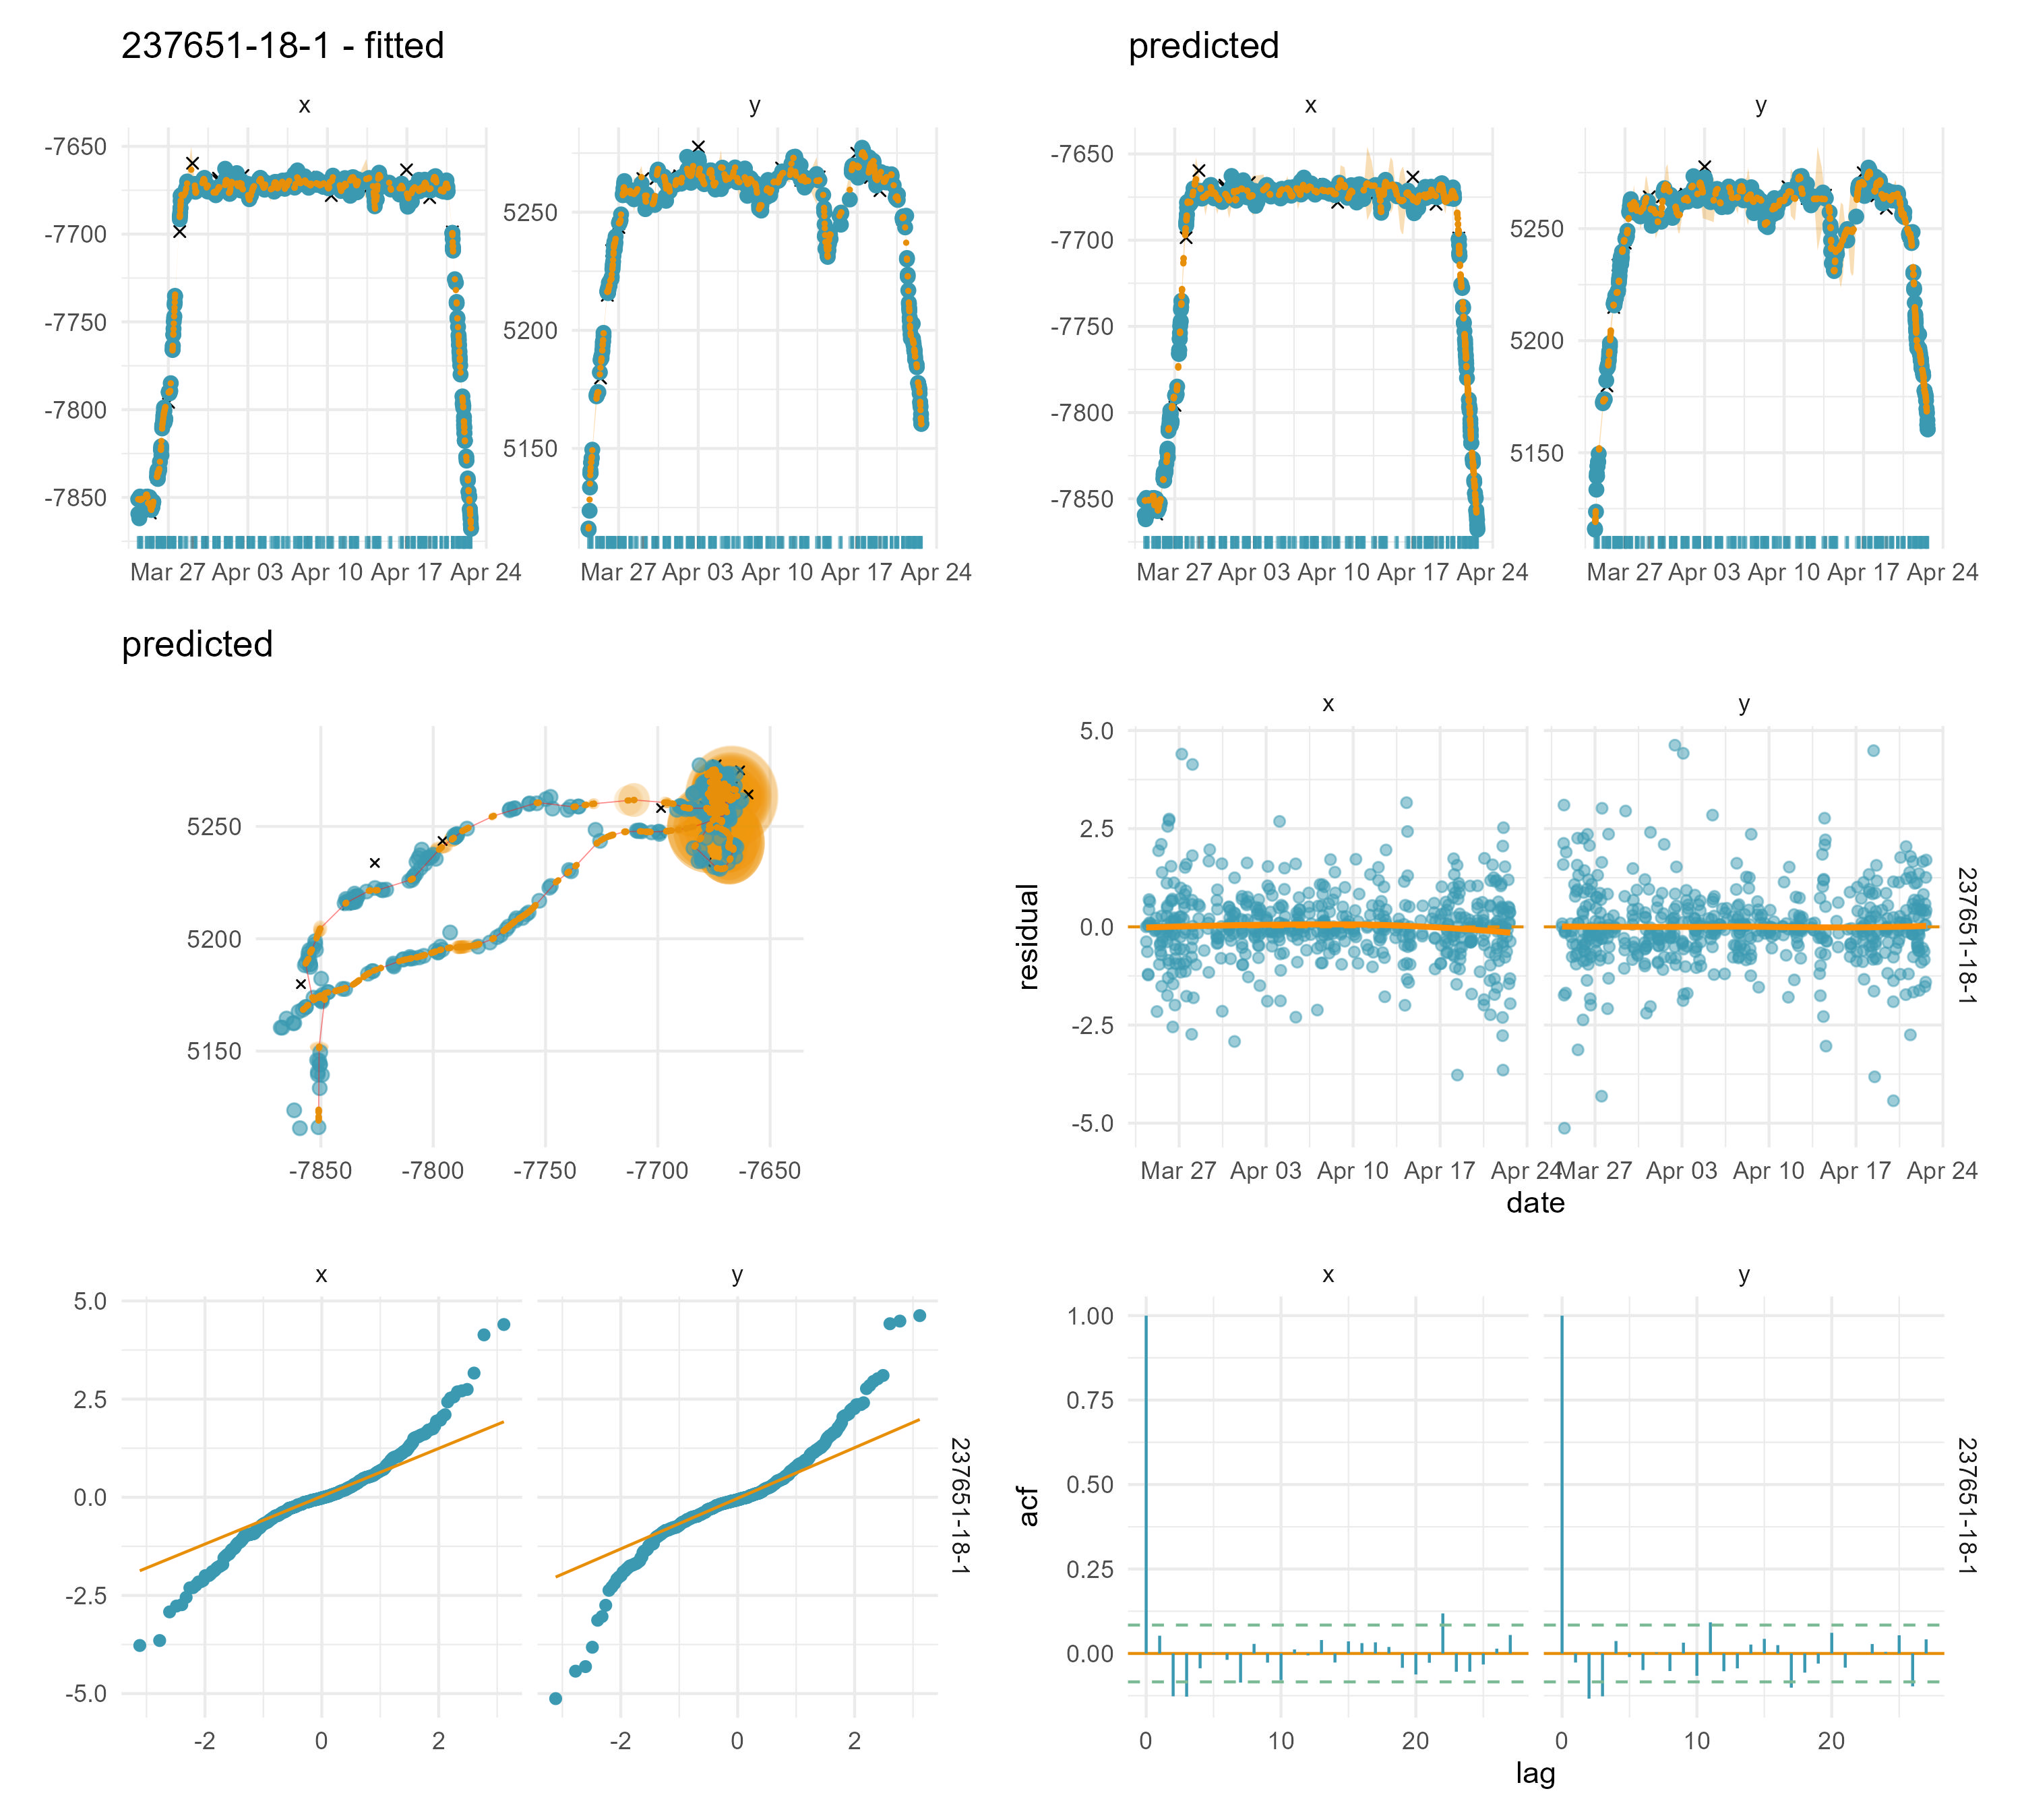 237651-18-1 - fitted
predicted
x
y
x
y
-7650
-7700
-7750
-7800
-7850
5250
5200
5150
-7650
-7700
-7750
-7800
-7850
5250
5200
5150
Mar 27 Apr 03 Apr 10 Apr 17 Apr 24
Mar 27 Apr 03 Apr 10 Apr 17 Apr 24
Mar 27 Apr 03 Apr 10 Apr 17 Apr 24
Mar 27 Apr 03 Apr 10 Apr 17 Apr 24
predicted
5250
5200
5150
-7850 -7800 -7750 -7700 -7650
x
y
5.0
2.5
0.0
-2.5
-5.0
residual
237651-18-1
Mar 27 Apr 03 Apr 10 Apr 17 Apr 24
Mar 27 Apr 03 Apr 10 Apr 17 Apr 24
date
x
y
5.0
2.5
0.0
-2.5
-5.0
237651-18-1
-2 0 2
-2 0 2
x
y
1.00
0.75
0.50
0.25
0.00
acf
237651-18-1
0 10 20
0 10 20
lag